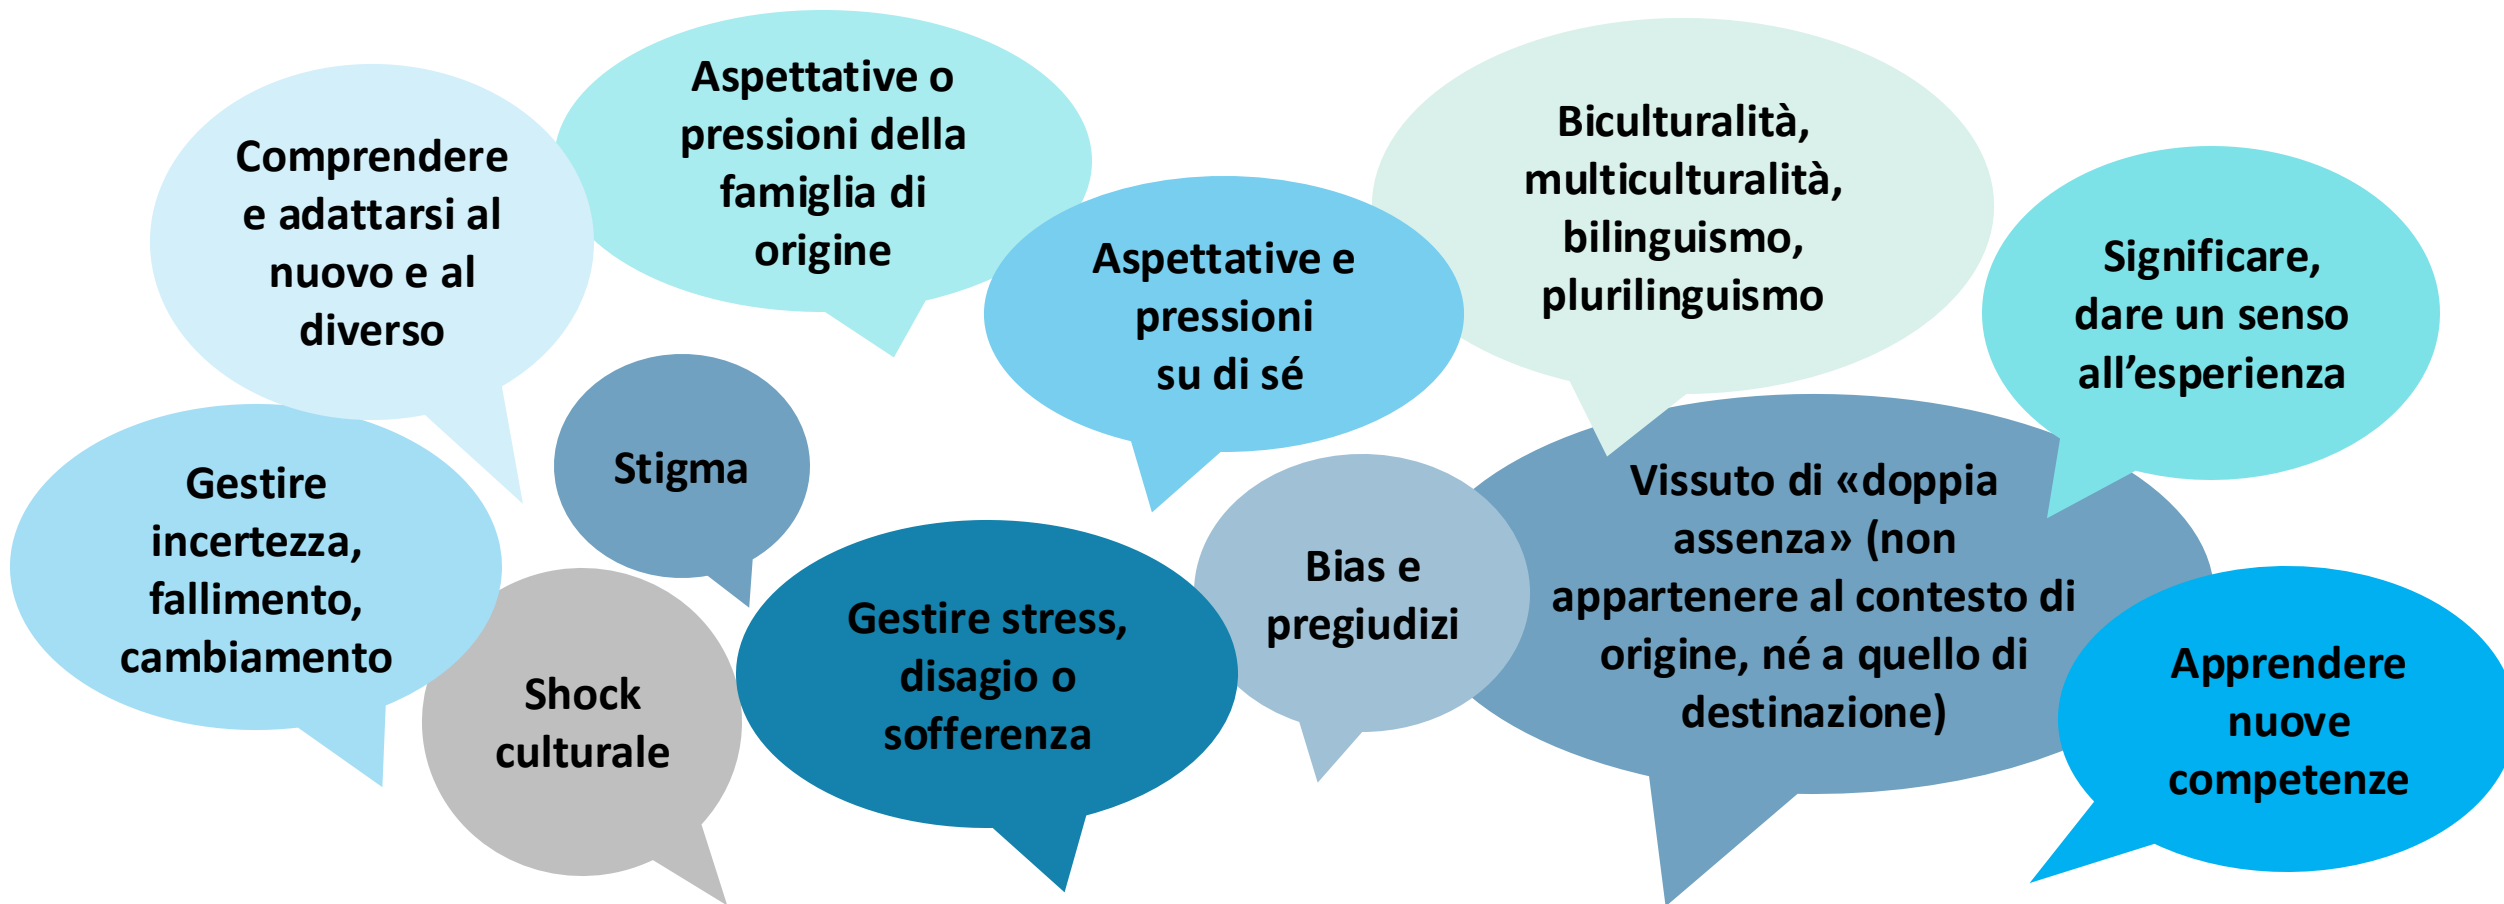 Comprendere
e adattarsi al
nuovo e al
diverso
Aspettative o
pressioni della
famiglia di
origine
Aspettative e
pressioni
su di sé
Biculturalità,
multiculturalità,
bilinguismo,
plurilinguismo
Significare,
dare un senso
all’esperienza
Gestire
incertezza,
fallimento,
cambiamento
Stigma
Shock
culturale
Gestire stress,
disagio o
sofferenza
Bias e
pregiudizi
Vissuto di «doppia
assenza» (non
appartenere al contesto di
origine, né a quello di
destinazione)
Apprendere
nuove
competenze